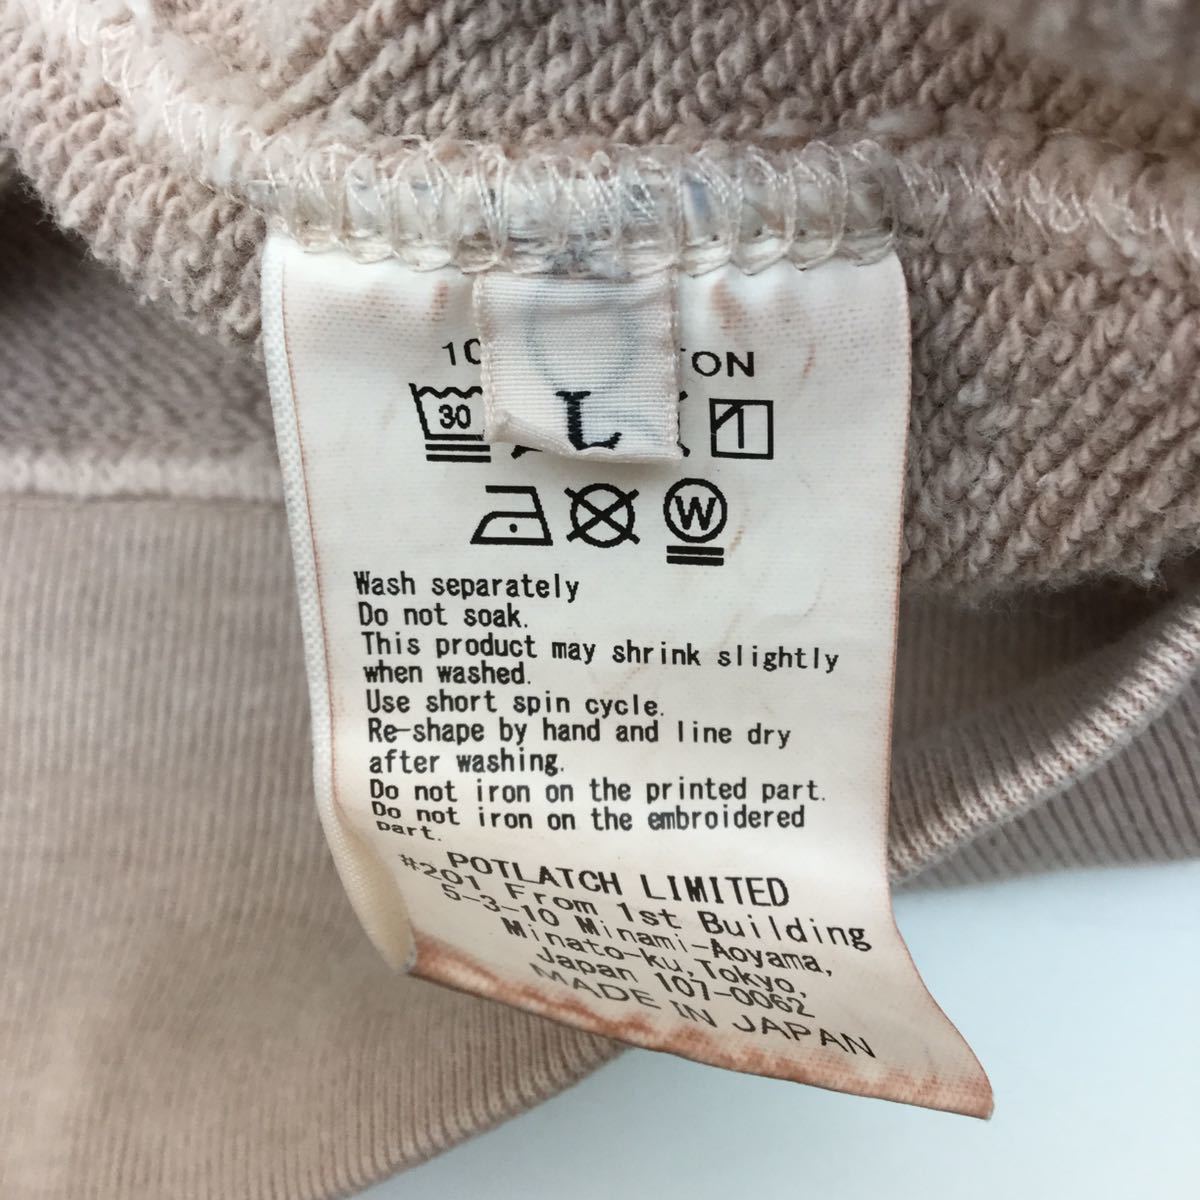 L
30
W
Wash separately
Do not soak.
This product may shrink slightly
when washed.
Use short spin cycle.
Re-shape by hand and line dry
after washing.
Do not iron on the printed part.
Do not iron on the embroidered
part.
POTLATCH LIMITED
#201 From 1st Building
5-3-10 Minami-Aoyama,
Minato-ku,Tokyo,
Japan 107-0062
MADE IN JAPAN